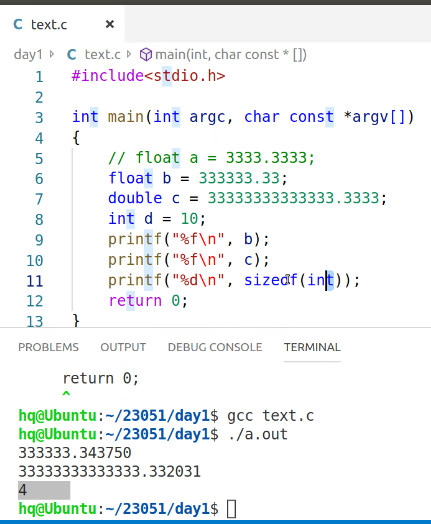 C text.c ×
day1 > C text.c > main(int, char const * [])
1 #include<stdio.h>
2
3 int main(int argc, char const *argv[])
4 {
5 // float a = 3333.3333;
6 float b = 333333.33;
7 double c = 33333333333333.3333;
8 int d = 10;
9 printf("%f\n", b);
10 printf("%f\n", c);
11 printf("%d\n", sizeof(int));
12 return 0;
13 }
PROBLEMS OUTPUT DEBUG CONSOLE TERMINAL
return 0;
^
hq@Ubuntu:~/23051/day1$ gcc text.c
hq@Ubuntu:~/23051/day1$ ./a.out
333333.343750
33333333333333.332031
4
hq@Ubuntu:~/23051/day1$